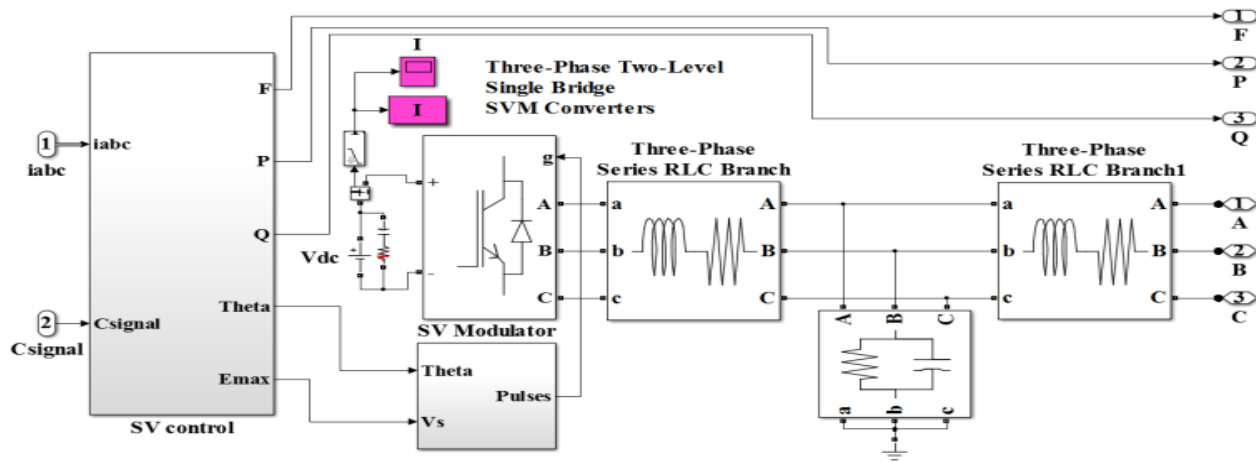 1
F
I
2
P
Three-Phase Two-Level
Single Bridge
SVM Converters
F
I
3
Q
1
iabc
iabc
g
Three-Phase
Series RLC Branch
Three-Phase
Series RLC Branch1
P
+
A
a
A
a
A
1
A
Q
Vdc
B
b
B
b
B
2
B
-
C
c
C
c
C
3
C
Theta
SV Modulator
A
B
C
2
Csignal
Csignal
Theta
Pulses
Emax
Vs
a
b
c
SV control